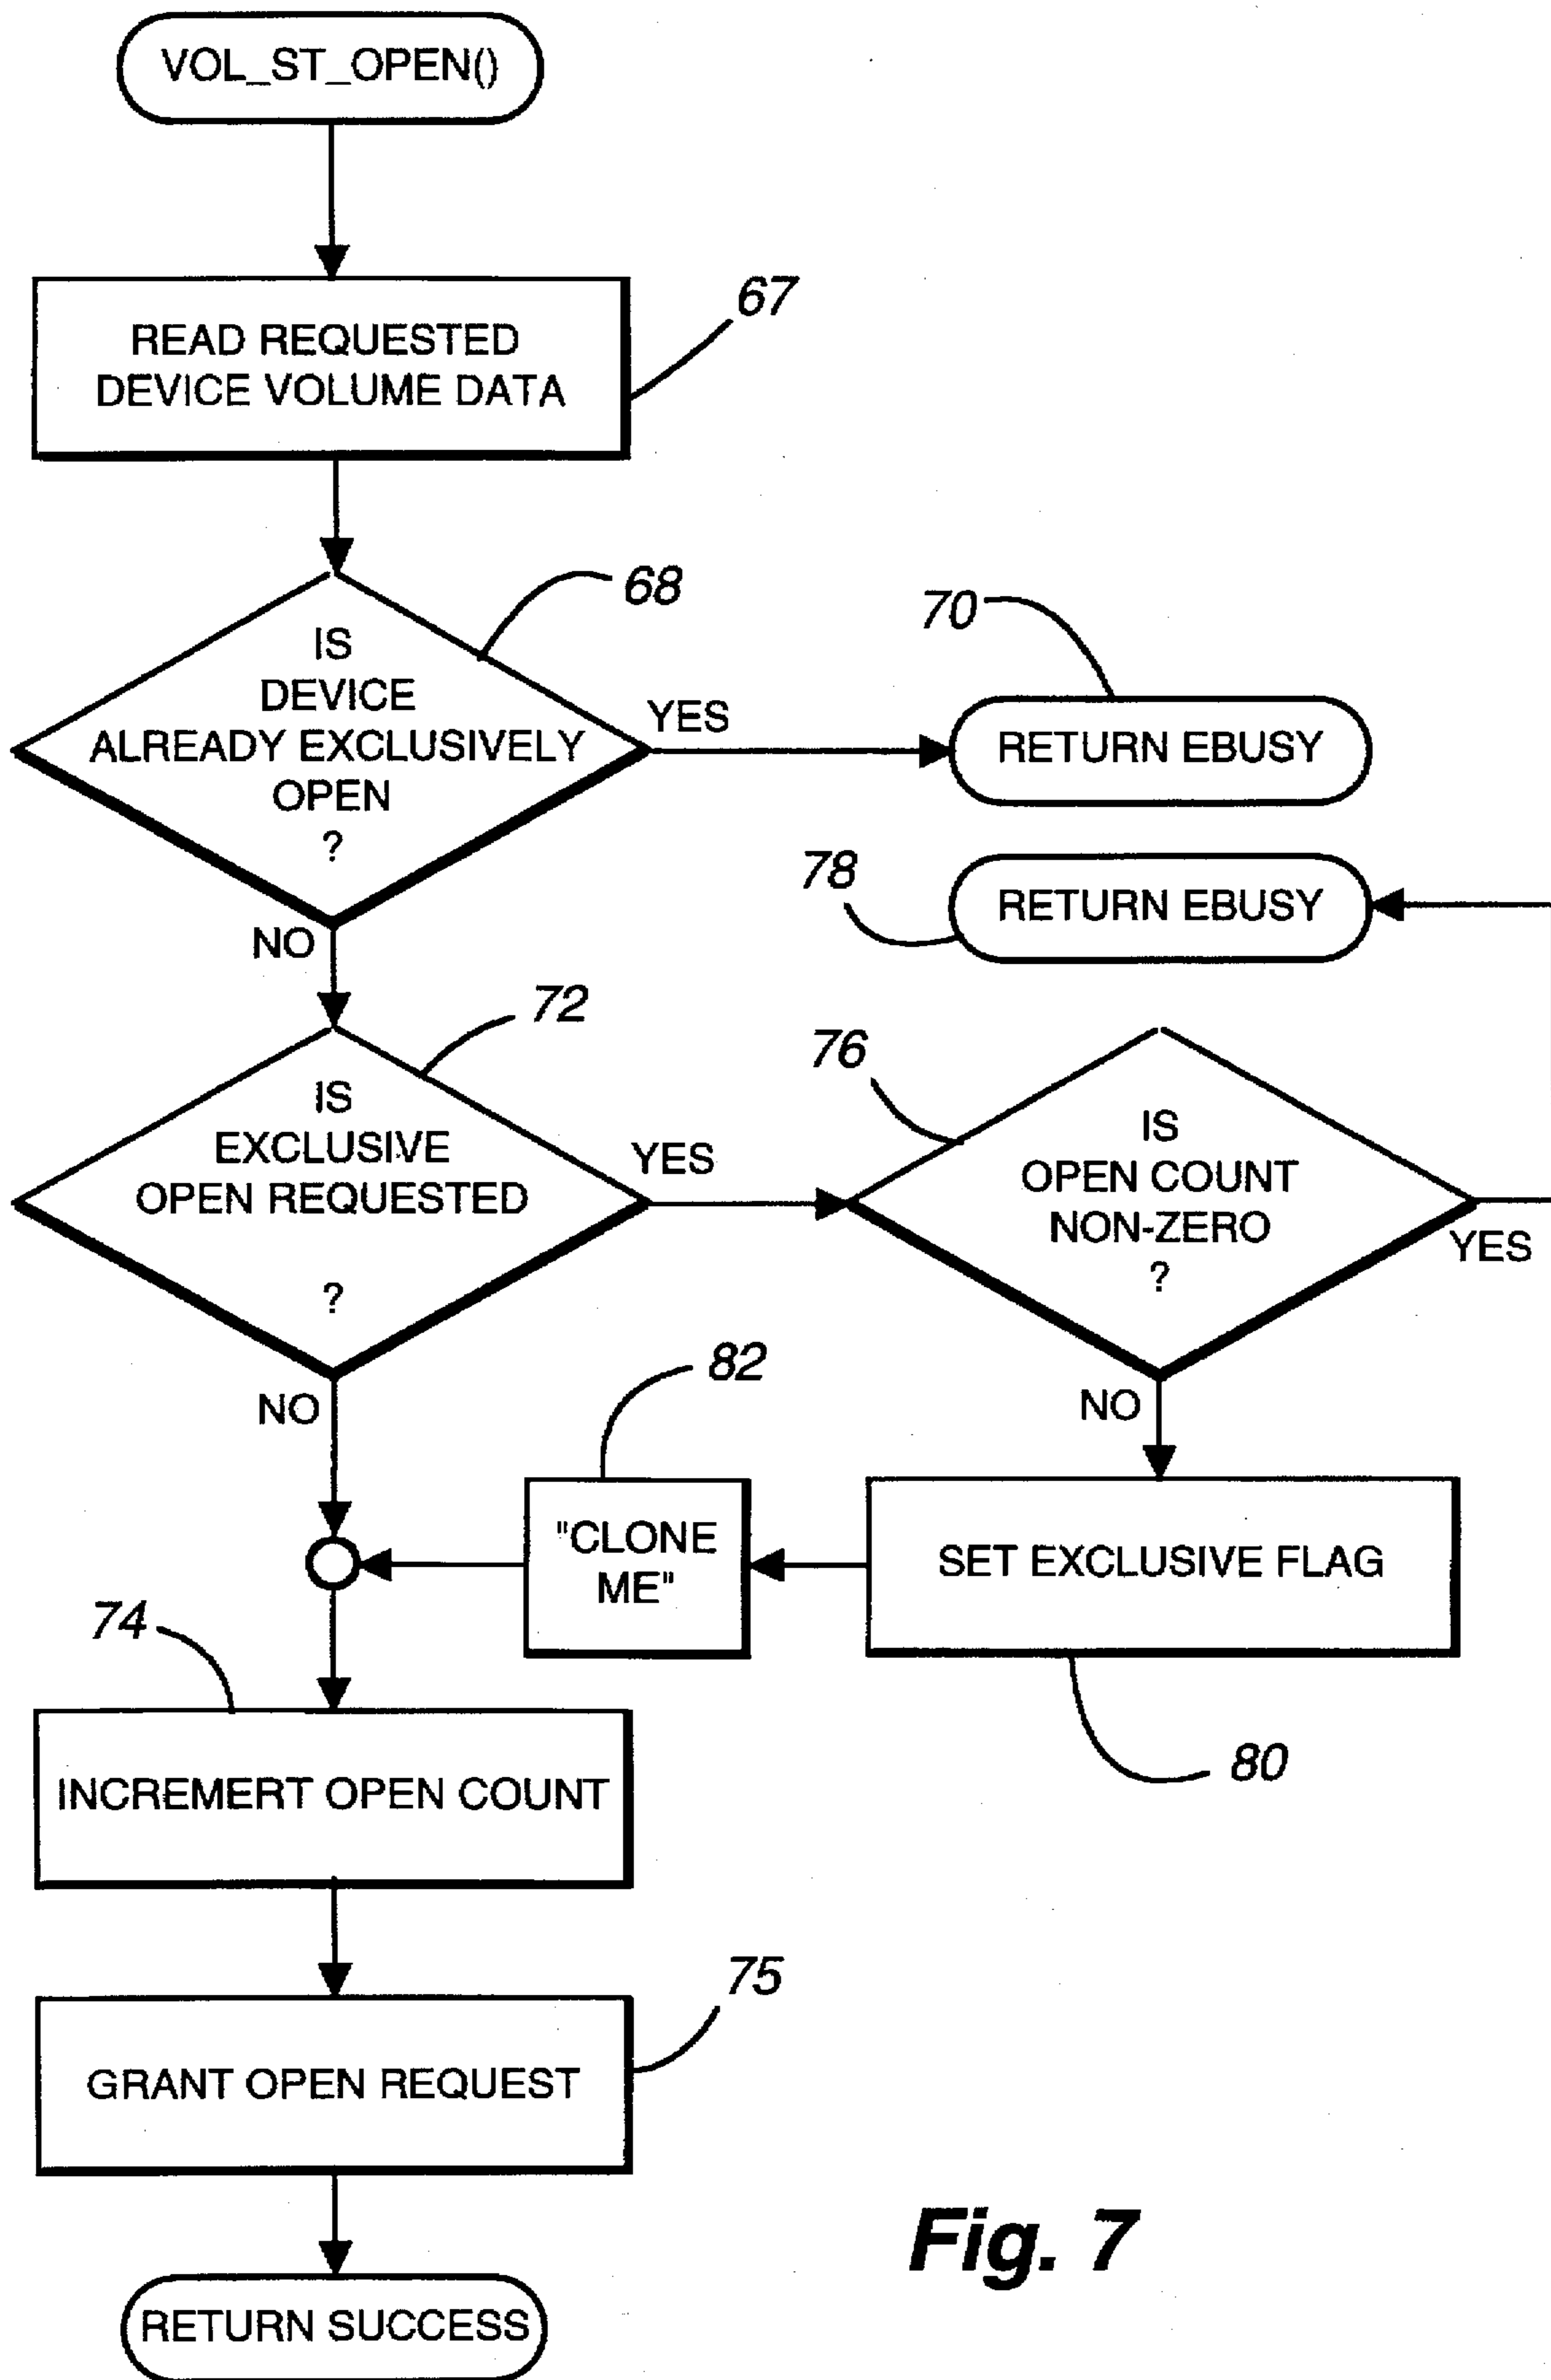 VOL_ST_OPEN()
67
READ REQUESTED
DEVICE VOLUME DATA
68
IS
DEVICE
ALREADY EXCLUSIVELY
OPEN
?
YES
70
RETURN EBUSY
78
RETURN EBUSY
NO
72
IS
EXCLUSIVE
OPEN REQUESTED
?
YES
76
IS
OPEN COUNT
NON-ZERO
?
YES
NO
NO
82
"CLONE
ME"
SET EXCLUSIVE FLAG
80
74
INCREMERT OPEN COUNT
75
GRANT OPEN REQUEST
RETURN SUCCESS
Fig. 7